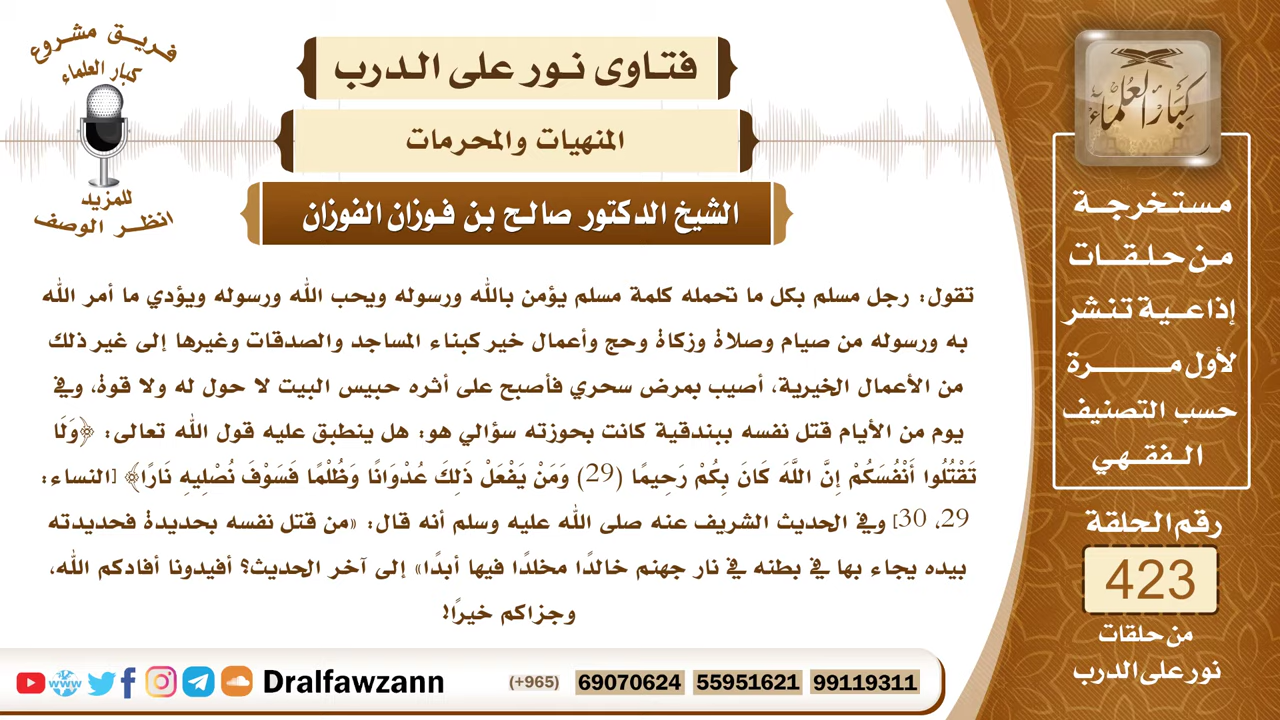 فريق مشروع
كبار العلماء
للمزيد
انظر الوصف
فتاوى نور على الدرب
المنهيات والمحرمات
الشيخ الدكتور صالح بن فوزان الفوزان
تقول: رجل مسلم بكل ما تحمله كلمة مسلم يؤمن بالله ورسوله ويحب الله ورسوله ويؤدي ما أمر الله
به ورسوله من صيام وصلاة وزكاة وحج وأعمال خير كبناء المساجد والصدقات وغيرها إلى غير ذلك
من الأعمال الخيرية، أصيب بمرض سحري فأصبح على أثره حبيس البيت لا حول له ولا قوة، وفي
يوم من الأيام قتل نفسه ببندقية كانت بحوزته سؤالي هو: هل ينطبق عليه قول الله تعالى: ﴿وَلَا
تَقْتُلُوا أَنْفُسَكُمْ إِنَّ اللَّهَ كَانَ بِكُمْ رَحِيمًا (29) وَمَنْ يَفْعَلْ ذَلِكَ عُدْوَانًا وَظُلْمًا فَسَوْفَ نُصْلِيهِ نَارًا﴾ [النساء:
29، 30] وفي الحديث الشريف عنه صلى الله عليه وسلم أنه قال: «من قتل نفسه بحديدة فحديدته
بيده يجاء بها في بطنه في نار جهنم خالدًا مخلدًا فيها أبدًا» إلى آخر الحديث؟ أفيدونا أفادكم الله،
وجزاكم خيرًا!
كبار العلماء
مستخرجة
من حلقات
إذاعية تنشر
لأول مرة
حسب التصنيف
الفقهي
رقم الحلقة
423
من حلقات
نور على الدرب
www Dralfawzann (+965) 69070624 55951621 99119311